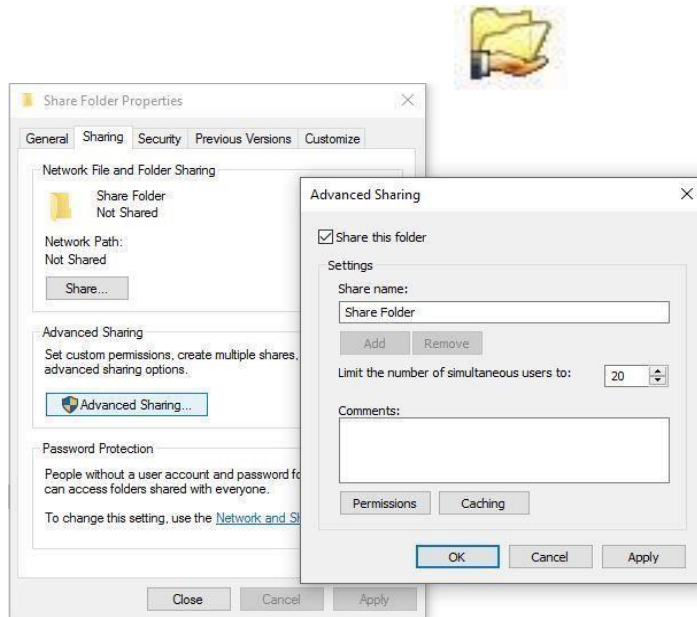 Share Folder Properties
General Sharing Security Previous Versions Customize
Network File and Folder Sharing
Share Folder
Not Shared
Network Path:
Not Shared
Share...
Advanced Sharing
Set custom permissions, create multiple shares,
advanced sharing options.
Advanced Sharing...
Password Protection
People without a user account and password
can access folders shared with everyone.
To change this setting, use the Network and
Close Cancel Apply
Advanced Sharing
Share this folder
Settings
Share name:
Share Folder
Add Remove
Limit the number of simultaneous users to: 20
Comments:
Permissions Caching
OK Cancel Apply